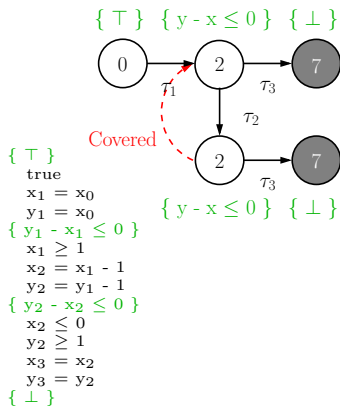 { ⊤ } { y - x ≤ 0 } { ⊥ }
0 2 7
τ₁ τ₃
τ₂
Covered
2 7
τ₃
{ y - x ≤ 0 } { ⊥ }
{ ⊤ }
true
x₁ = x₀
y₁ = x₀
{ y₁ - x₁ ≤ 0 }
x₁ ≥ 1
x₂ = x₁ - 1
y₂ = y₁ - 1
{ y₂ - x₂ ≤ 0 }
x₂ ≤ 0
y₂ ≥ 1
x₃ = x₂
y₃ = y₂
{ ⊥ }